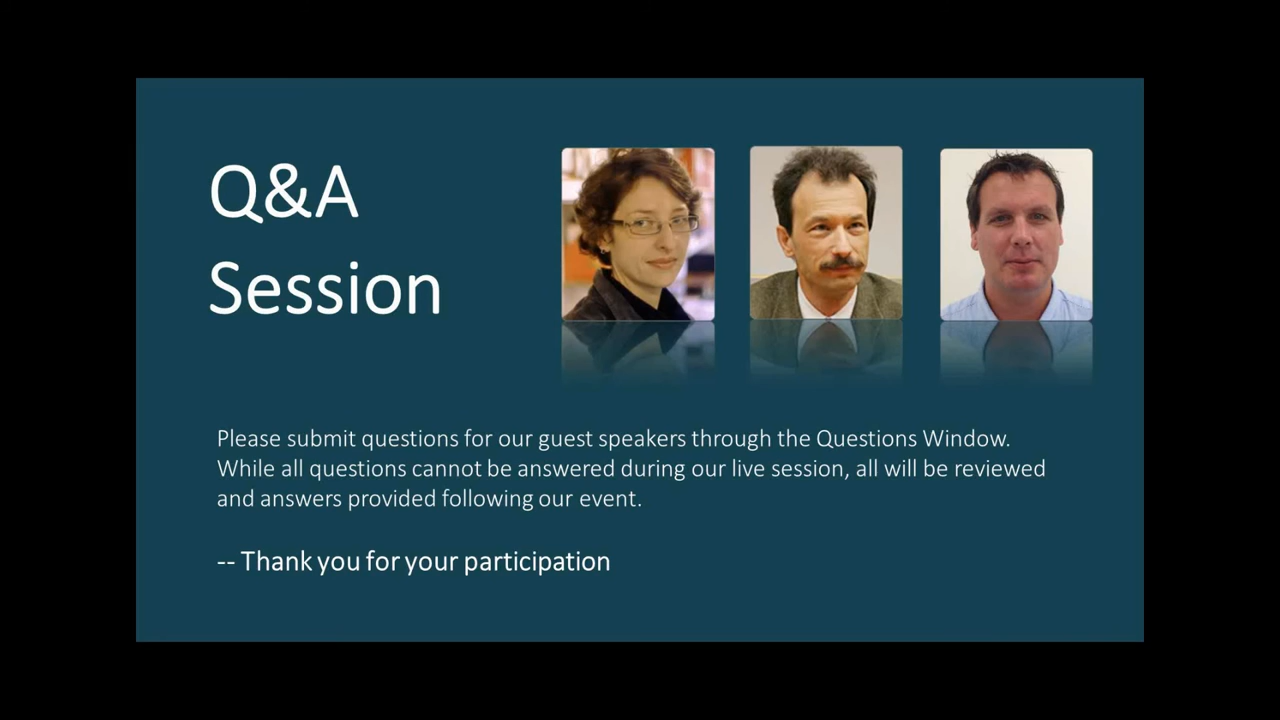 Q&A
Session
Please submit questions for our guest speakers through the Questions Window.
While all questions cannot be answered during our live session, all will be reviewed
and answers provided following our event.
-- Thank you for your participation